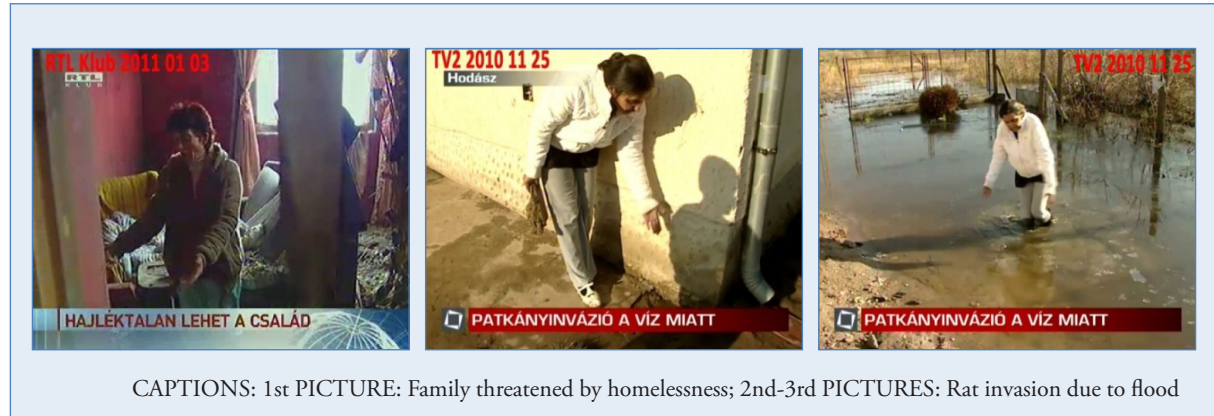 RTL Klub 2011 01 03
RTL
KLUB
HAJLÉKTALAN LEHET A CSALÁD
TV2 2010 11 25
Hodász
PATKÁNYINVÁZIÓ A VÍZ MIATT
TV2 2010 11 25
PATKÁNYINVÁZIÓ A VÍZ MIATT
CAPTIONS: 1st PICTURE: Family threatened by homelessness; 2nd-3rd PICTURES: Rat invasion due to flood